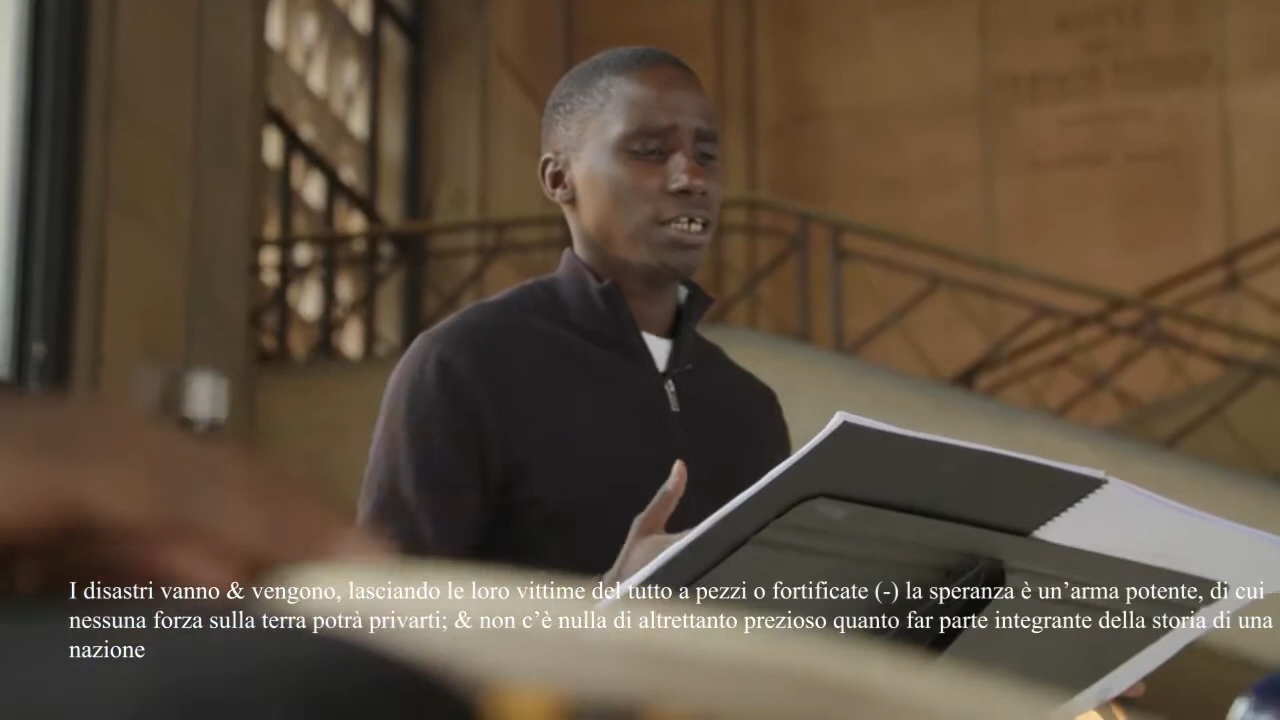 I disastri vanno & vengono, lasciando le loro vittime del tutto a pezzi o fortificate (-) la speranza è un’arma potente, di cui
nessuna forza sulla terra potrà privarti; & non c’è nulla di altrettanto prezioso quanto far parte integrante della storia di una
nazione